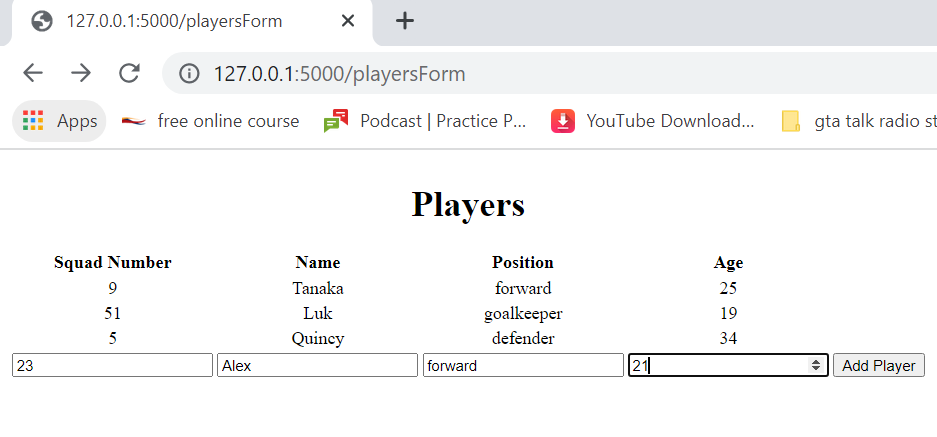 127.0.0.1:5000/playersForm
127.0.0.1:5000/playersForm
Apps free online course Podcast | Practice P... YouTube Download... gta talk radio st
Players
Squad Number Name Position Age
9 Tanaka forward 25
51 Luk goalkeeper 19
5 Quincy defender 34
23 Alex forward 21 Add Player